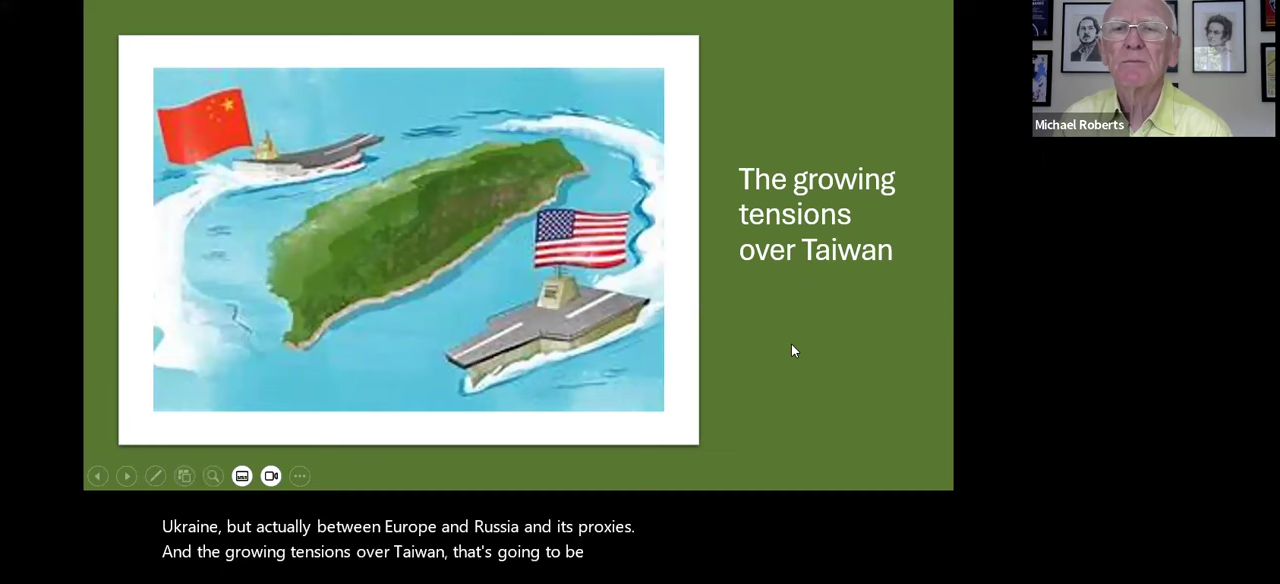 Michael Roberts
The growing
tensions
over Taiwan
Ukraine, but actually between Europe and Russia and its proxies.
And the growing tensions over Taiwan, that's going to be